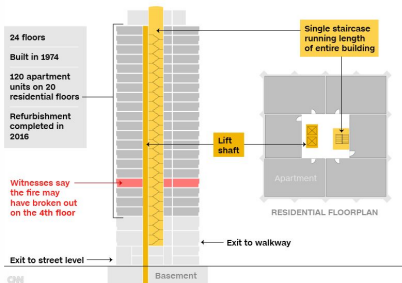 24 floors
Built in 1974
120 apartment
units on 20
residential floors
Refurbishment
completed in
2016
Witnesses say
the fire may
have broken out
on the 4th floor
Exit to street level
Single staircase
running length
of entire building
Lift
shaft
Apartment
RESIDENTIAL FLOORPLAN
Exit to walkway
Basement
CNN